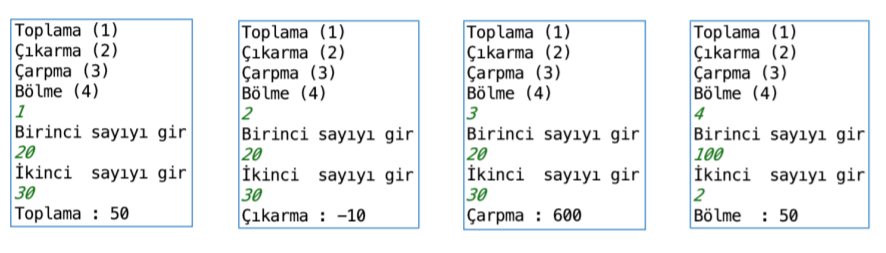 Toplama (1)
Çıkarma (2)
Çarpma (3)
Bölme (4)
1
Birinci sayıyı gir
20
İkinci  sayıyı gir
30
Toplama : 50
Toplama (1)
Çıkarma (2)
Çarpma (3)
Bölme (4)
2
Birinci sayıyı gir
20
İkinci  sayıyı gir
30
Çıkarma : −10
Toplama (1)
Çıkarma (2)
Çarpma (3)
Bölme (4)
3
Birinci sayıyı gir
20
İkinci  sayıyı gir
30
Çarpma : 600
Toplama (1)
Çıkarma (2)
Çarpma (3)
Bölme (4)
4
Birinci sayıyı gir
100
İkinci  sayıyı gir
2
Bölme  : 50